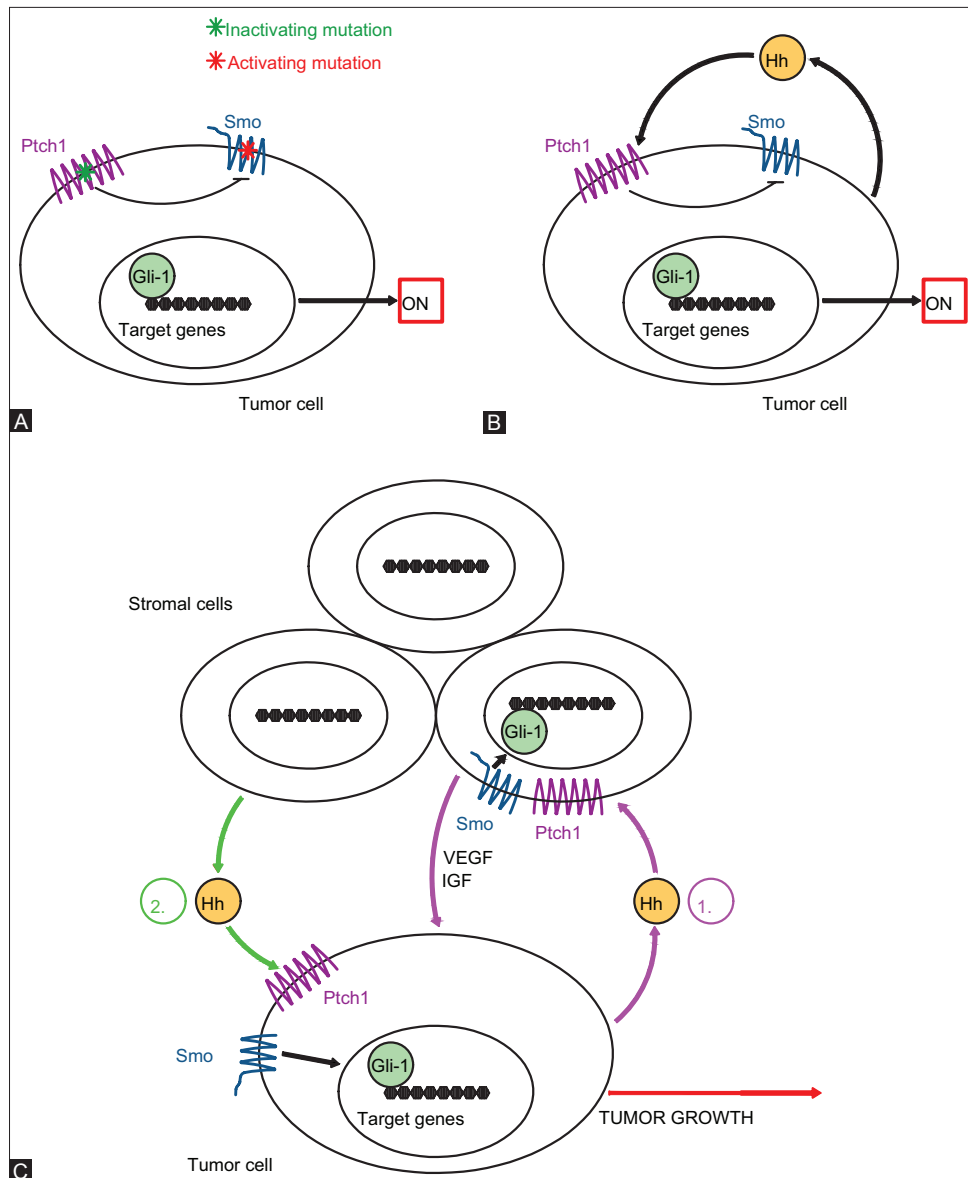 Inactivating mutation
Activating mutation
Ptch1
Smo
Gli-1
Target genes
ON
Tumor cell
A
Hh
Ptch1
Smo
Gli-1
Target genes
ON
Tumor cell
B
Stromal cells
Gli-1
Smo
Ptch1
VEGF
IGF
2.
Hh
Hh
1.
Ptch1
Smo
Gli-1
Target genes
TUMOR GROWTH
Tumor cell
C